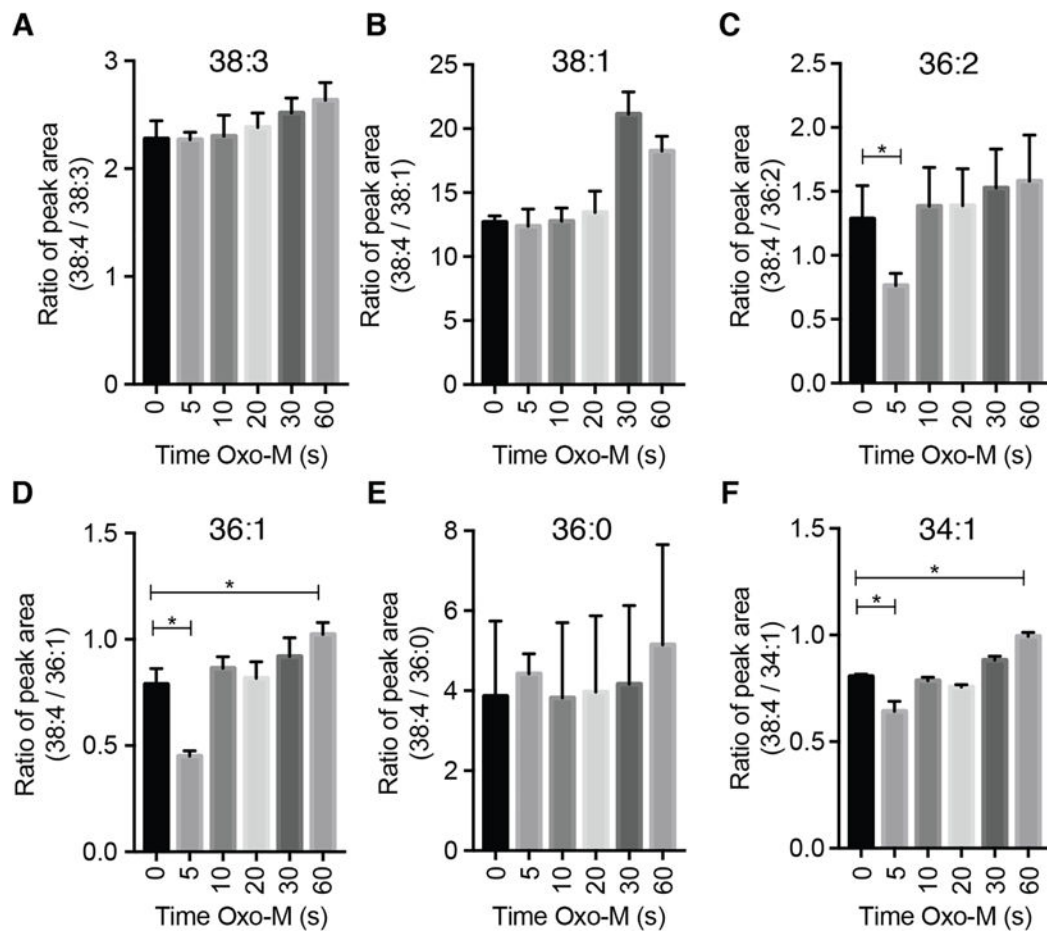 A
38:3
Ratio of peak area
(38:4 / 38:3)
3
2
1
0
0 5 10 20 30 60
Time Oxo-M (s)
B
38:1
Ratio of peak area
(38:4 / 38:1)
25
20
15
10
5
0
0 5 10 20 30 60
Time Oxo-M (s)
C
36:2
Ratio of peak area
(38:4 / 36:2)
2.5
2.0
1.5
1.0
0.5
0.0
*
0 5 10 20 30 60
Time Oxo-M (s)
D
36:1
Ratio of peak area
(38:4 / 36:1)
1.5
1.0
0.5
0.0
*
*
0 5 10 20 30 60
Time Oxo-M (s)
E
36:0
Ratio of peak area
(38:4 / 36:0)
8
6
4
2
0
0 5 10 20 30 60
Time Oxo-M (s)
F
34:1
Ratio of peak area
(38:4 / 34:1)
1.5
1.0
0.5
0.0
*
*
0 5 10 20 30 60
Time Oxo-M (s)